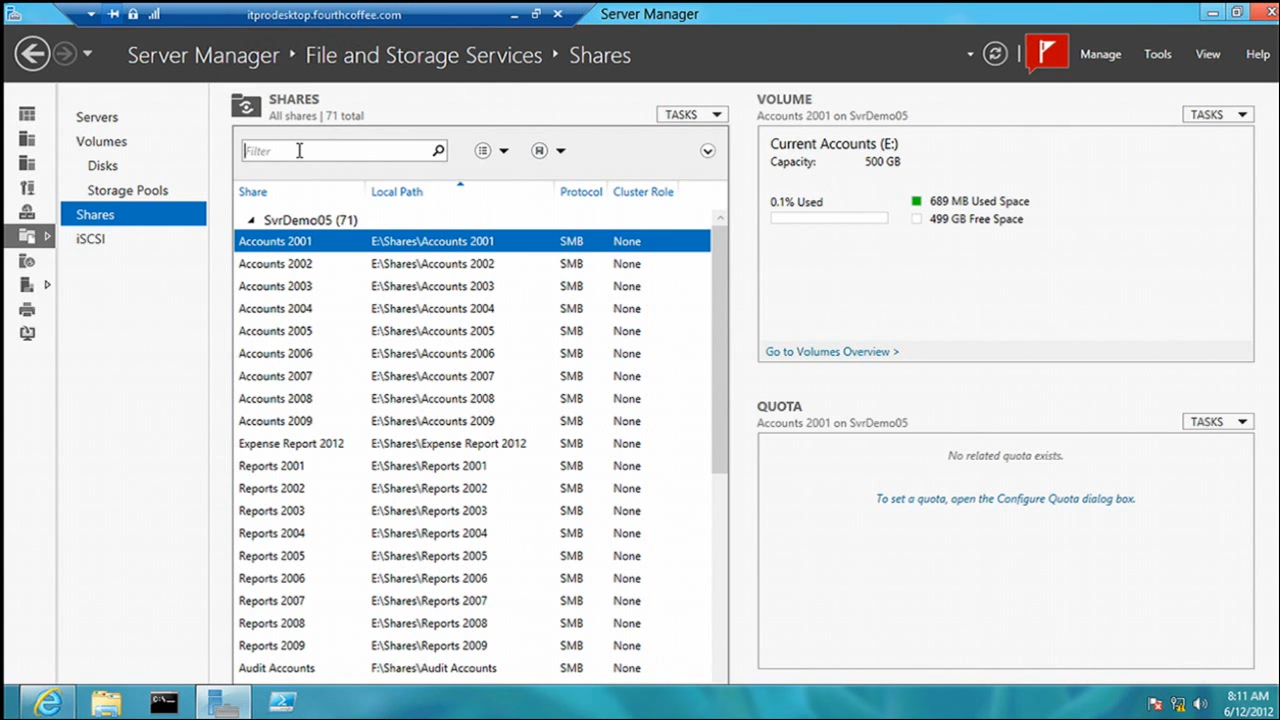 itprodesktop.fourthcoffee.com
Server Manager
Server Manager ‣ File and Storage Services ‣ Shares
Manage Tools View Help
Servers
Volumes
Disks
Storage Pools
Shares
iSCSI
SHARES
All shares | 71 total
TASKS
Filter
Share Local Path Protocol Cluster Role
SvrDemo05 (71)
Accounts 2001 E:\Shares\Accounts 2001 SMB None
Accounts 2002 E:\Shares\Accounts 2002 SMB None
Accounts 2003 E:\Shares\Accounts 2003 SMB None
Accounts 2004 E:\Shares\Accounts 2004 SMB None
Accounts 2005 E:\Shares\Accounts 2005 SMB None
Accounts 2006 E:\Shares\Accounts 2006 SMB None
Accounts 2007 E:\Shares\Accounts 2007 SMB None
Accounts 2008 E:\Shares\Accounts 2008 SMB None
Accounts 2009 E:\Shares\Accounts 2009 SMB None
Expense Report 2012 E:\Shares\Expense Report 2012 SMB None
Reports 2001 E:\Shares\Reports 2001 SMB None
Reports 2002 E:\Shares\Reports 2002 SMB None
Reports 2003 E:\Shares\Reports 2003 SMB None
Reports 2004 E:\Shares\Reports 2004 SMB None
Reports 2005 E:\Shares\Reports 2005 SMB None
Reports 2006 E:\Shares\Reports 2006 SMB None
Reports 2007 E:\Shares\Reports 2007 SMB None
Reports 2008 E:\Shares\Reports 2008 SMB None
Reports 2009 E:\Shares\Reports 2009 SMB None
Audit Accounts F:\Shares\Audit Accounts SMB None
VOLUME
Accounts 2001 on SvrDemo05
TASKS
Current Accounts (E:)
Capacity: 500 GB
0.1% Used
689 MB Used Space
499 GB Free Space
Go to Volumes Overview >
QUOTA
Accounts 2001 on SvrDemo05
TASKS
No related quota exists.
To set a quota, open the Configure Quota dialog box.
8:11 AM
6/12/2012